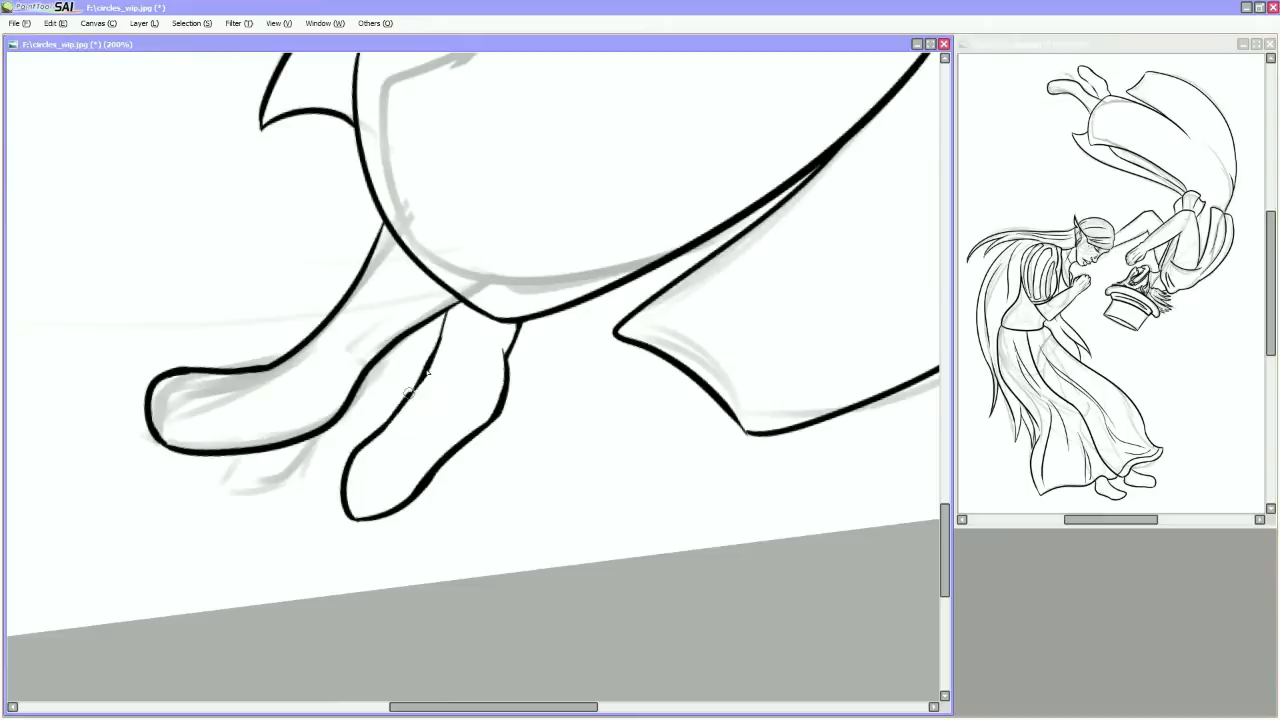 PaintTool SAI F:\circles_wip.jpg (*)
File (F) Edit (E) Canvas (C) Layer (L) Selection (S) Filter (T) View (V) Window (W) Others (O)
F:\circles_wip.jpg (*) (200%)